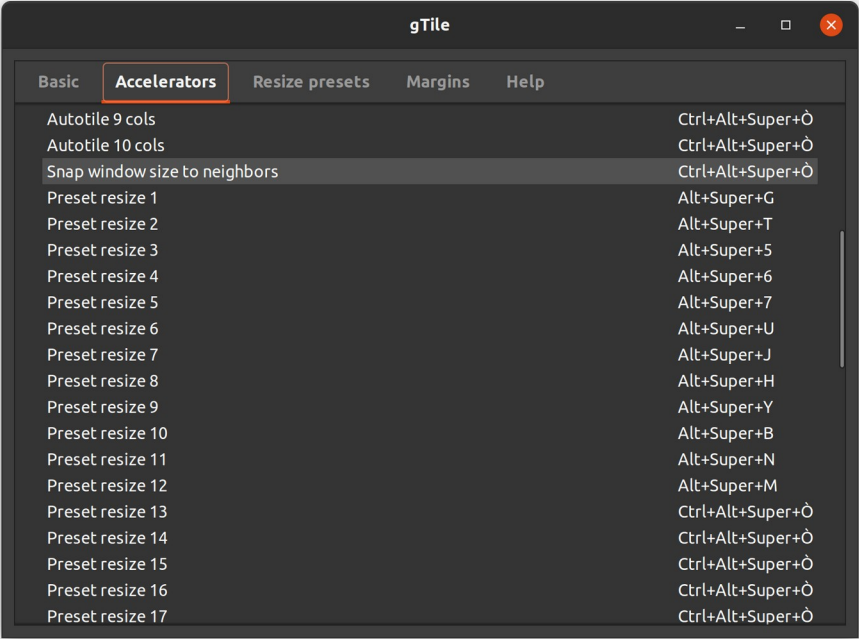 gTile
Basic Accelerators Resize presets Margins Help
Autotile 9 cols Ctrl+Alt+Super+Ò
Autotile 10 cols Ctrl+Alt+Super+Ò
Snap window size to neighbors Ctrl+Alt+Super+Ò
Preset resize 1 Alt+Super+G
Preset resize 2 Alt+Super+T
Preset resize 3 Alt+Super+5
Preset resize 4 Alt+Super+6
Preset resize 5 Alt+Super+7
Preset resize 6 Alt+Super+U
Preset resize 7 Alt+Super+J
Preset resize 8 Alt+Super+H
Preset resize 9 Alt+Super+Y
Preset resize 10 Alt+Super+B
Preset resize 11 Alt+Super+N
Preset resize 12 Alt+Super+M
Preset resize 13 Ctrl+Alt+Super+Ò
Preset resize 14 Ctrl+Alt+Super+Ò
Preset resize 15 Ctrl+Alt+Super+Ò
Preset resize 16 Ctrl+Alt+Super+Ò
Preset resize 17 Ctrl+Alt+Super+Ò